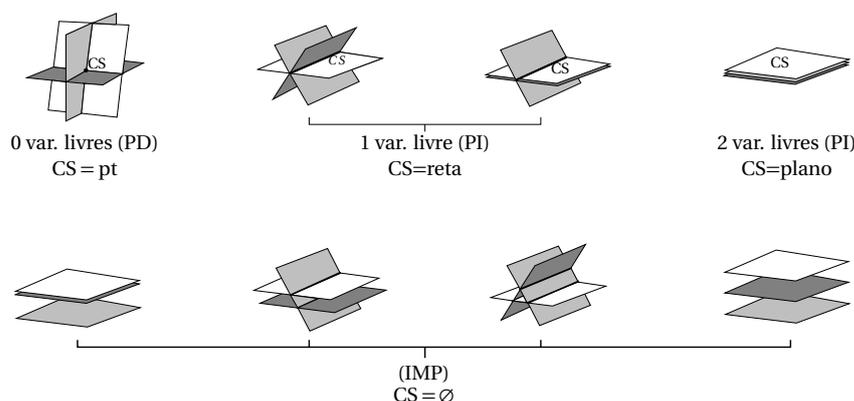 CS
CS
CS
CS
0 var. livres (PD)
CS = pt
1 var. livre (PI)
CS=reta
2 var. livres (PI)
CS=plano
(IMP)
CS = ∅